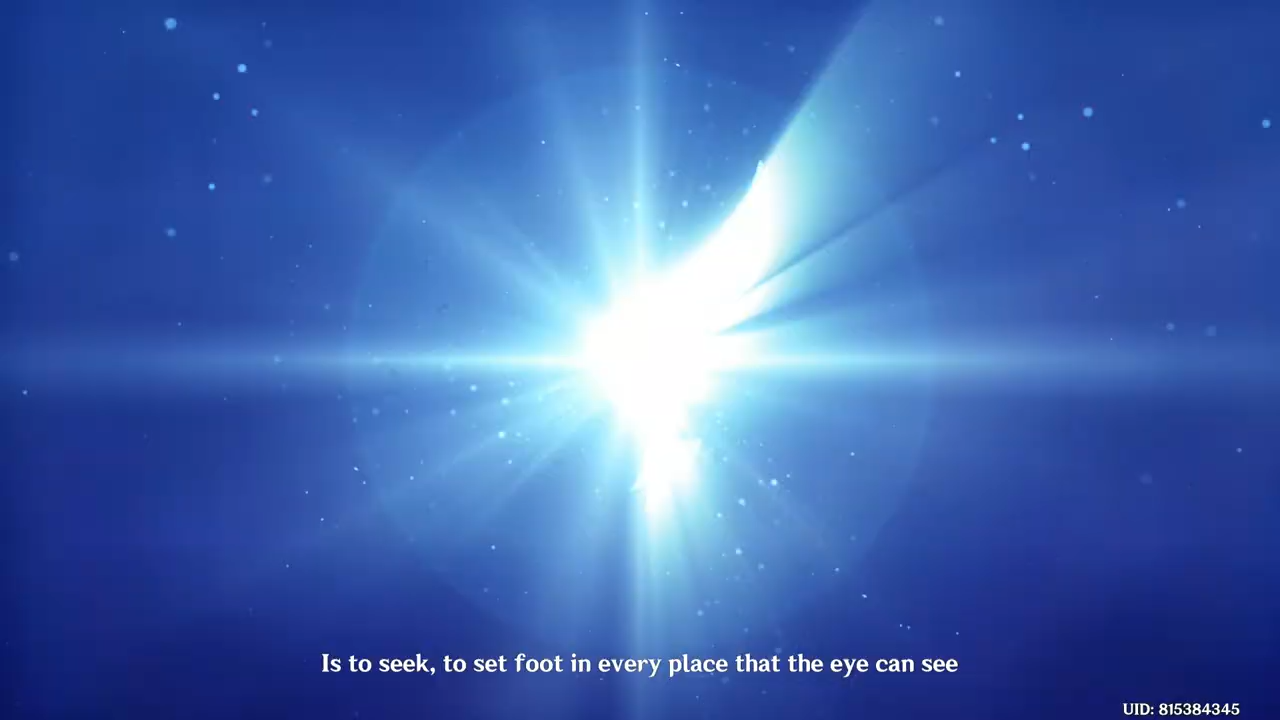 Is to seek, to set foot in every place that the eye can see
UID: 815384345